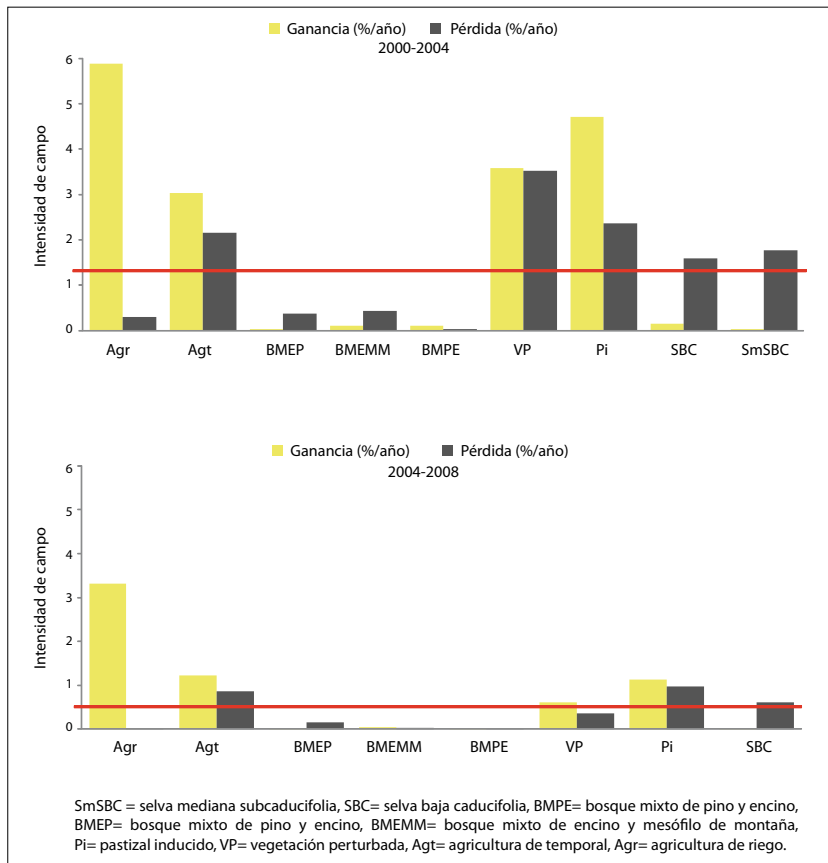 Ganancia (%/año) Pérdida (%/año)
2000-2004
Intensidad de campo
6
5
4
3
2
1
0
Agr Agt BMEP BMEMM BMPE VP Pi SBC SmSBC
Ganancia (%/año) Pérdida (%/año)
2004-2008
Intensidad de campo
6
5
4
3
2
1
0
Agr Agt BMEP BMEMM BMPE VP Pi SBC
SmSBC = selva mediana subcaducifolia, SBC= selva baja caducifolia, BMPE= bosque mixto de pino y encino,
BMEP= bosque mixto de pino y encino, BMEMM= bosque mixto de encino y mesófilo de montaña,
Pi= pastizal inducido, VP= vegetación perturbada, Agt= agricultura de temporal, Agr= agricultura de riego.